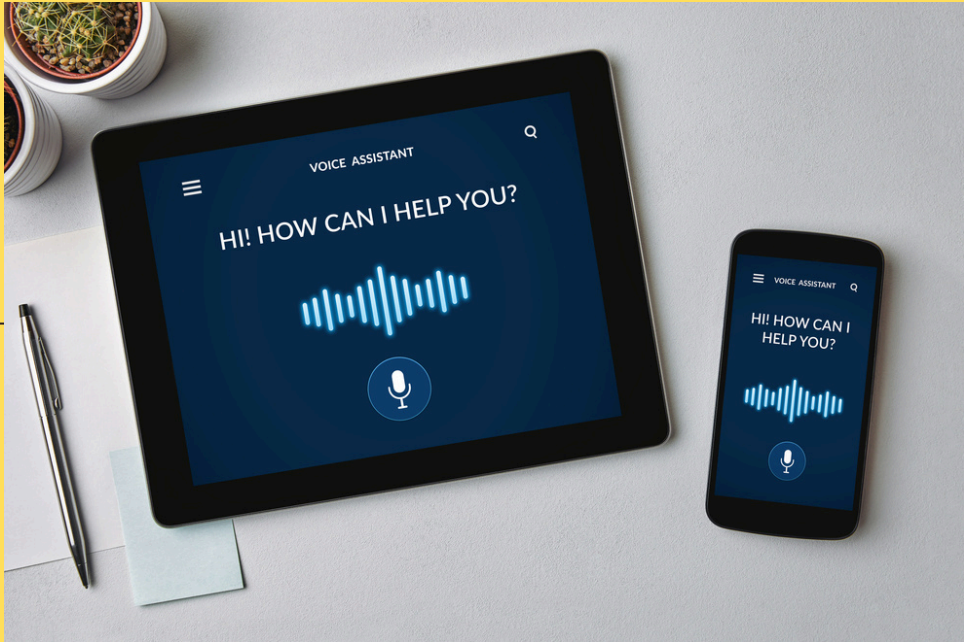 VOICE ASSISTANT
HI! HOW CAN I HELP YOU?
VOICE ASSISTANT
HI! HOW CAN I
HELP YOU?